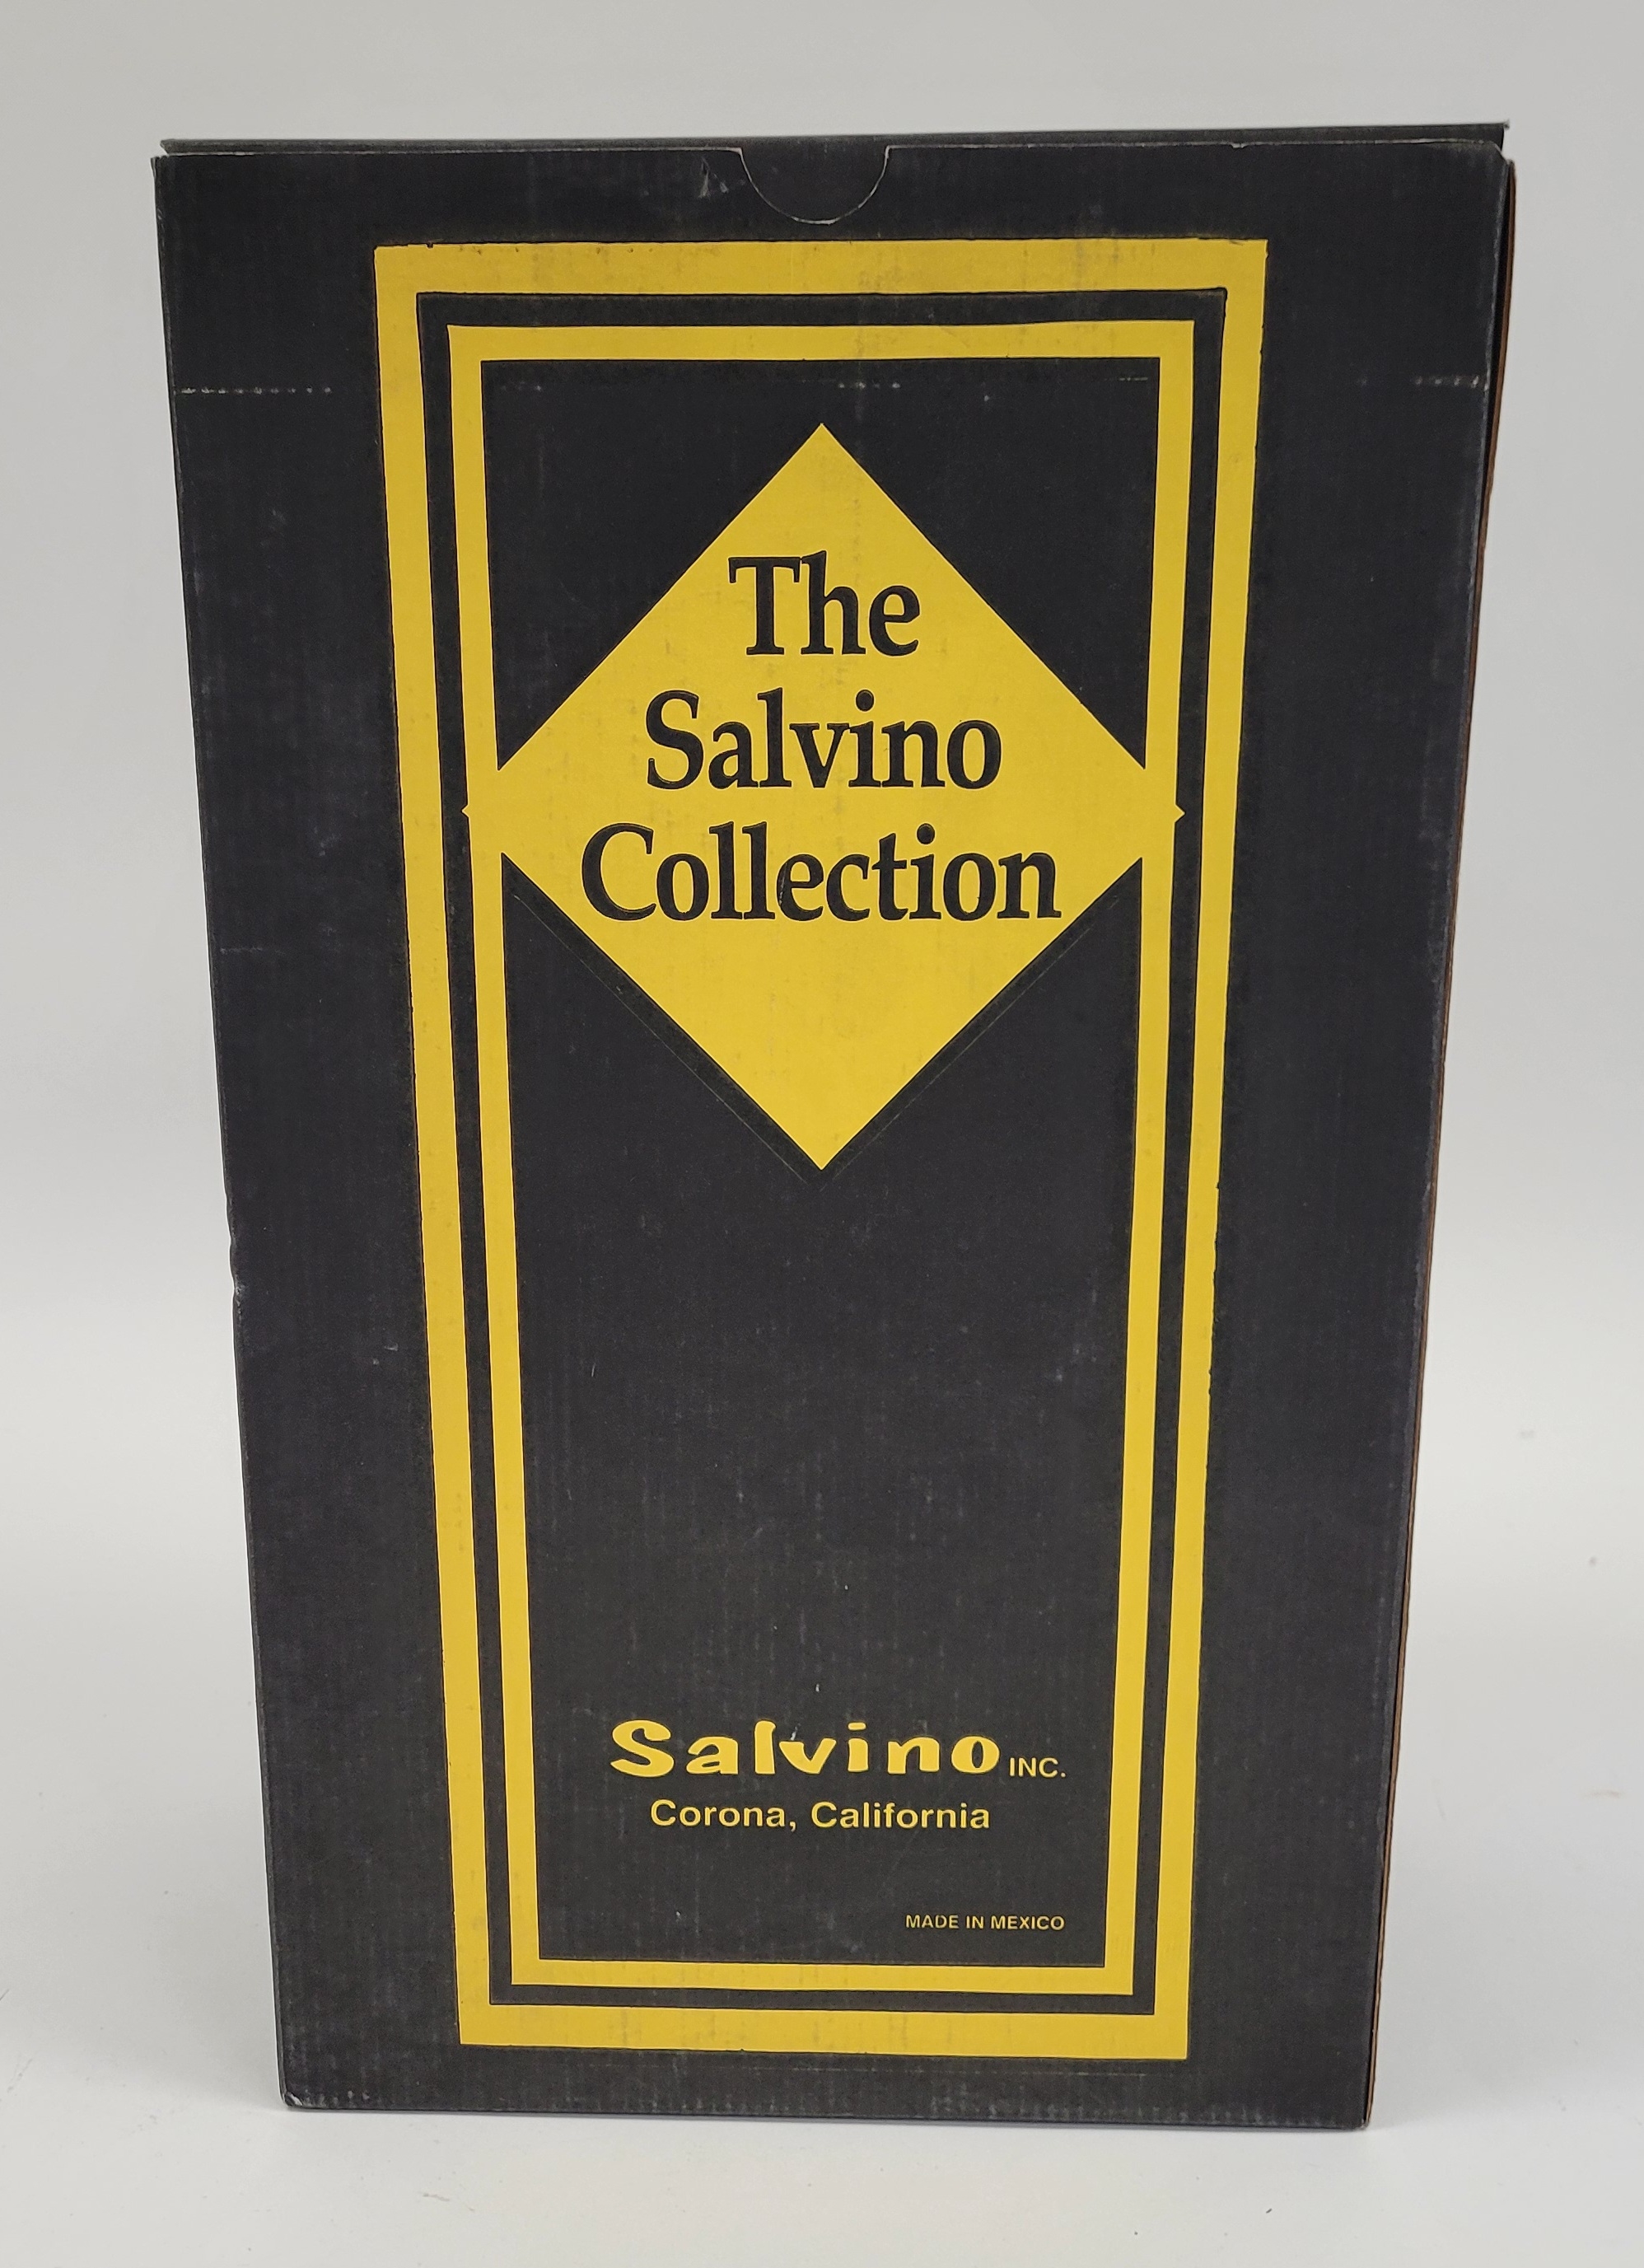 The
Salvino
Collection
Salvino INC.
Corona, California
MADE IN MEXICO